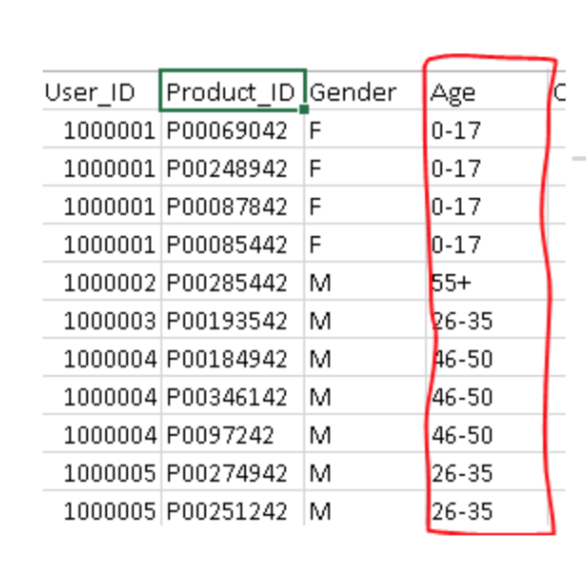 User_ID Product_ID Gender Age
1000001 P00069042 F 0-17
1000001 P00248942 F 0-17
1000001 P00087842 F 0-17
1000001 P00085442 F 0-17
1000002 P00285442 M 55+
1000003 P00193542 M 26-35
1000004 P00184942 M 46-50
1000004 P00346142 M 46-50
1000004 P0097242 M 46-50
1000005 P00274942 M 26-35
1000005 P00251242 M 26-35